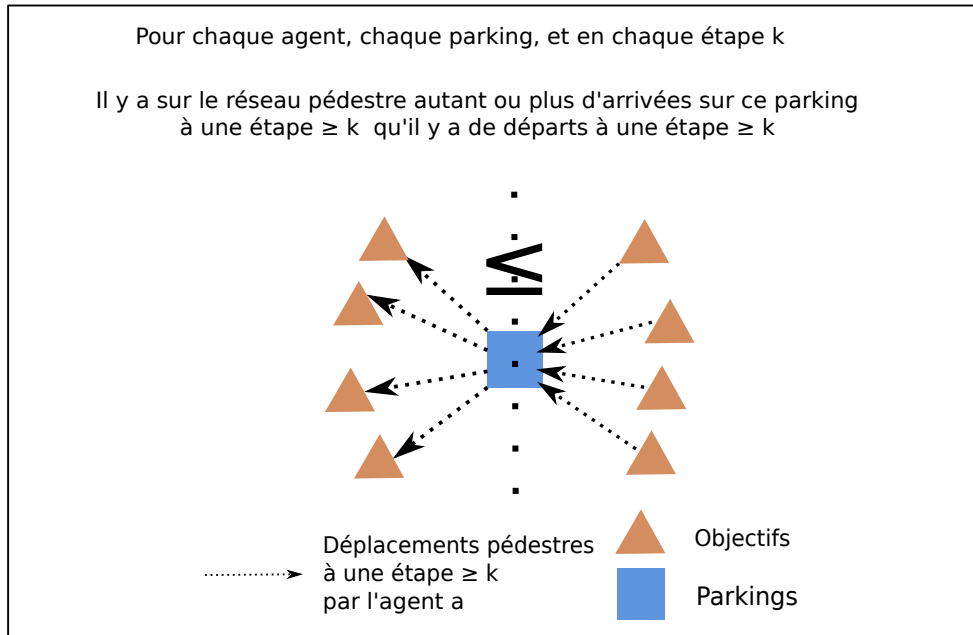 Pour chaque agent, chaque parking, et en chaque étape k
Il y a sur le réseau pédestre autant ou plus d'arrivées sur ce parking
à une étape ≥ k qu'il y a de départs à une étape ≥ k
≤
Déplacements pédestres
à une étape ≥ k
par l'agent a
Objectifs
Parkings